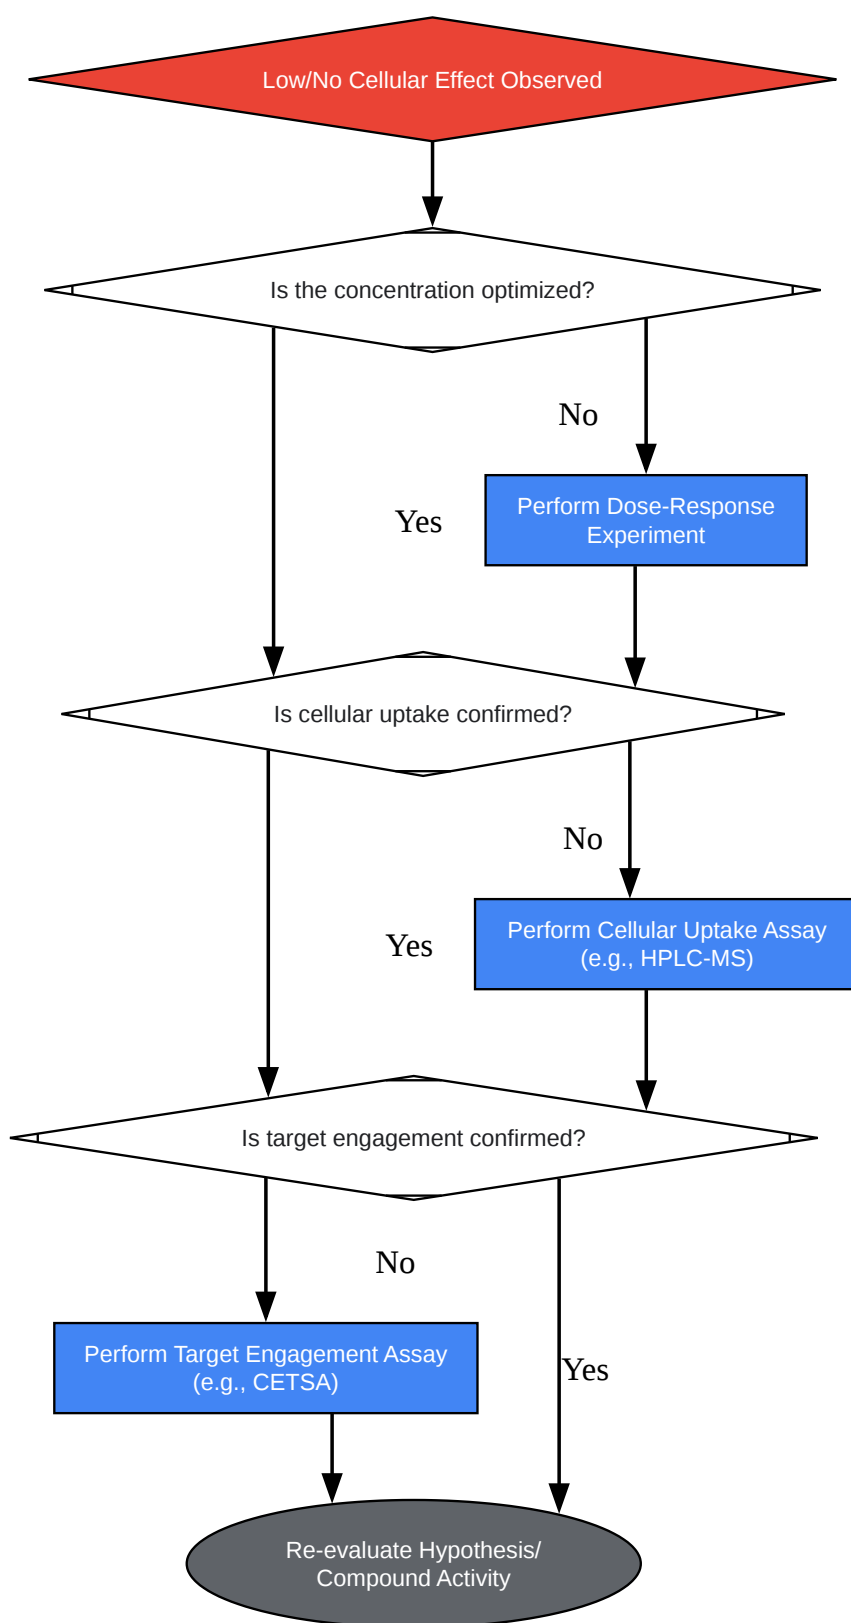 Low/No Cellular Effect Observed
Is the concentration optimized?
No
Yes
Perform Dose-Response
Experiment
Is cellular uptake confirmed?
No
Yes
Perform Cellular Uptake Assay
(e.g., HPLC-MS)
Is target engagement confirmed?
No
Perform Target Engagement Assay
(e.g., CETSA)
Yes
Re-evaluate Hypothesis/
Compound Activity